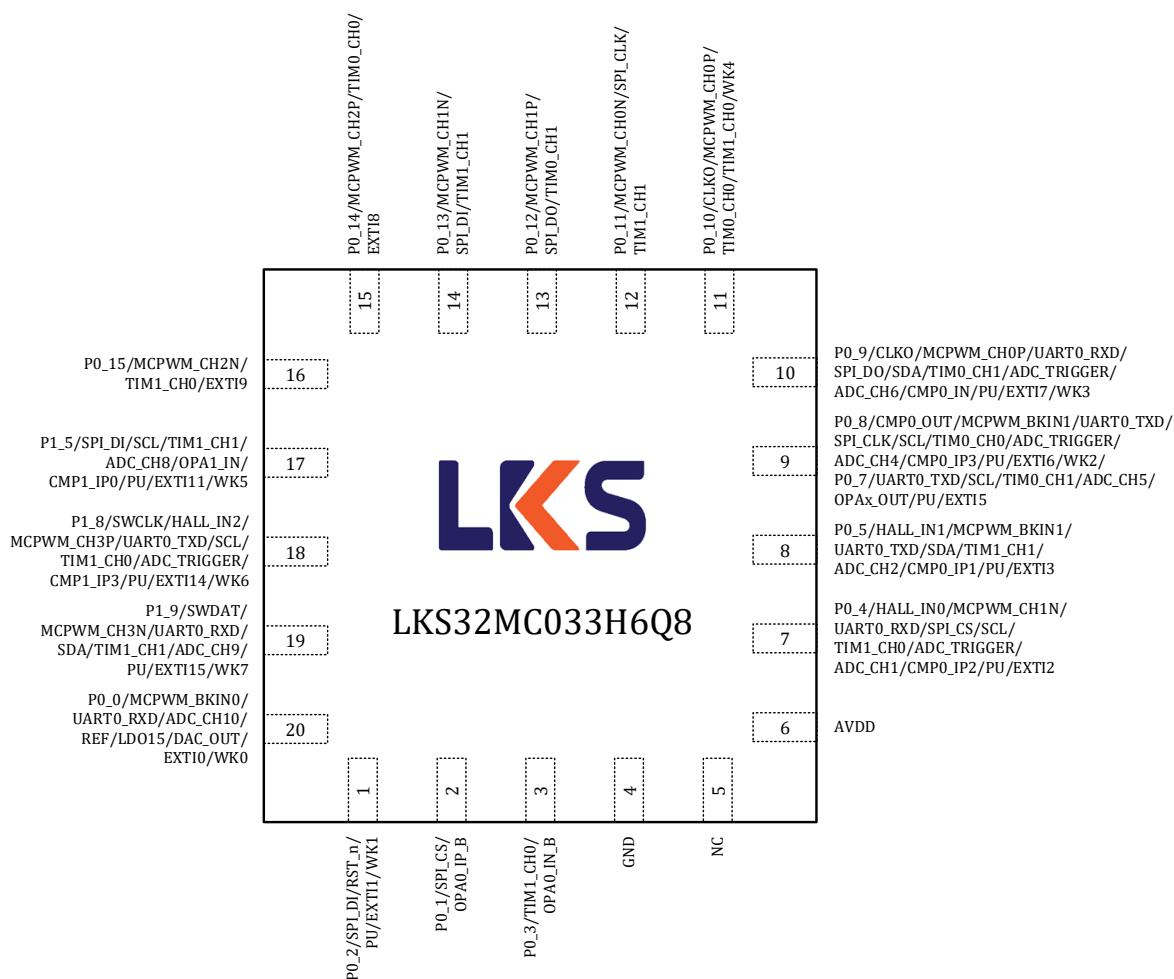 P0_14/MCPWM_CH2P/TIM0_CH0/
EXTI8
P0_13/MCPWM_CH1N/
SPI_DI/TIM1_CH1
P0_12/MCPWM_CH1P/
SPI_DO/TIM0_CH1
P0_11/MCPWM_CH0N/SPI_CLK/
TIM1_CH1
P0_10/CLKO/MCPWM_CH0P/
TIM0_CH0/TIM1_CH0/WK4
15
14
13
12
11
P0_15/MCPWM_CH2N/
TIM1_CH0/EXTI9
16
P1_5/SPI_DI/SCL/TIM1_CH1/
ADC_CH8/OPA1_IN/
CMP1_IP0/PU/EXTI11/WK5
17
P1_8/SWCLK/HALL_IN2/
MCPWM_CH3P/UART0_TXD/SCL/
TIM1_CH0/ADC_TRIGGER/
CMP1_IP3/PU/EXTI14/WK6
18
P1_9/SWDAT/
MCPWM_CH3N/UART0_RXD/
SDA/TIM1_CH1/ADC_CH9/
PU/EXTI15/WK7
19
P0_0/MCPWM_BKIN0/
UART0_RXD/ADC_CH10/
REF/LDO15/DAC_OUT/
EXTI0/WK0
20
LKS
LKS32MC033H6Q8
10
P0_9/CLKO/MCPWM_CH0P/UART0_RXD/
SPI_DO/SDA/TIM0_CH1/ADC_TRIGGER/
ADC_CH6/CMP0_IN/PU/EXTI7/WK3
9
P0_8/CMP0_OUT/MCPWM_BKIN1/UART0_TXD/
SPI_CLK/SCL/TIM0_CH0/ADC_TRIGGER/
ADC_CH4/CMP0_IP3/PU/EXTI6/WK2/
P0_7/UART0_TXD/SCL/TIM0_CH1/ADC_CH5/
OPAx_OUT/PU/EXTI5
8
P0_5/HALL_IN1/MCPWM_BKIN1/
UART0_TXD/SDA/TIM1_CH1/
ADC_CH2/CMP0_IP1/PU/EXTI3
7
P0_4/HALL_IN0/MCPWM_CH1N/
UART0_RXD/SPI_CS/SCL/
TIM1_CH0/ADC_TRIGGER/
ADC_CH1/CMP0_IP2/PU/EXTI2
6
AVDD
1
2
3
4
5
P0_2/SPI_DI/RST_n/
PU/EXTI1/WK1
P0_1/SPI_CS/
OPA0_IP_B
P0_3/TIM1_CH0/
OPA0_IN_B
GND
NC